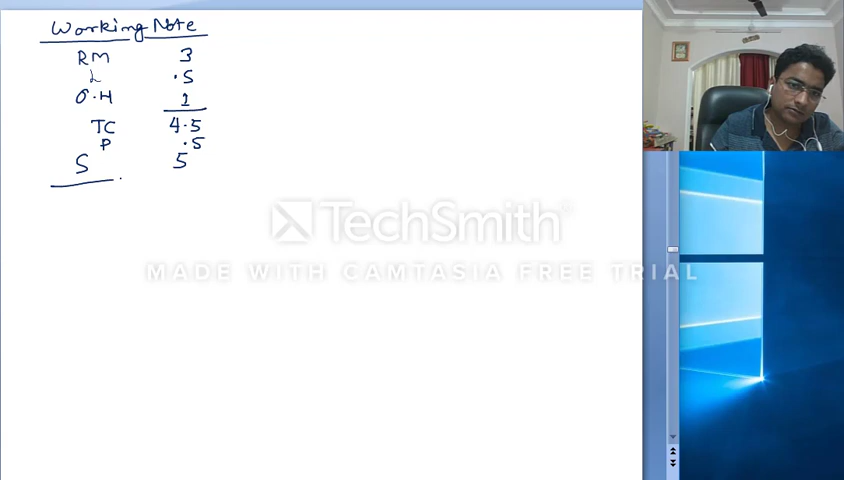 Working Note
RM 3
L .5
O.H 1
TC 4.5
P .5
S 5
TechSmith
MADE WITH CAMTASIA FREE TRIAL